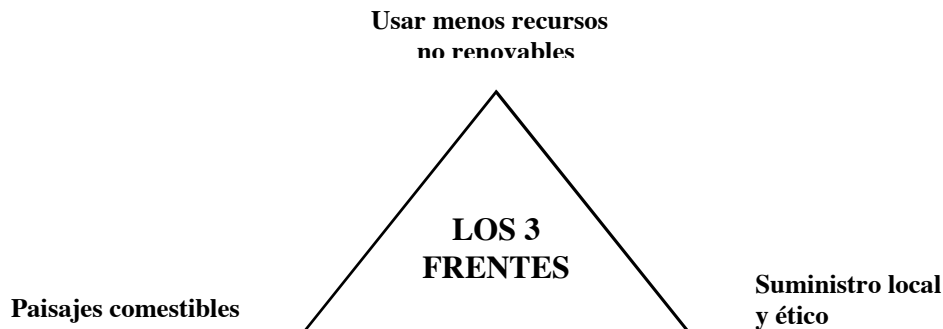 Usar menos recursos
no renovables
LOS 3
FRENTES
Paisajes comestibles
Suministro local
y ético